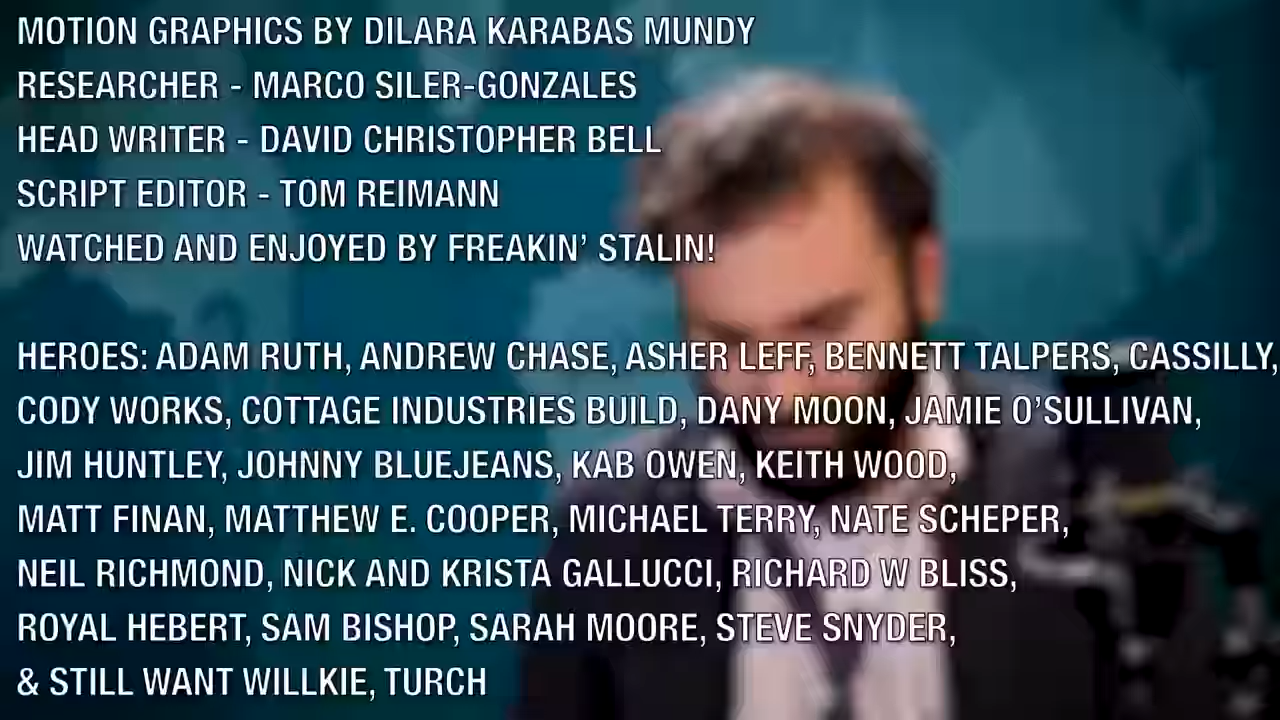 MOTION GRAPHICS BY DILARA KARABAS MUNDY
RESEARCHER - MARCO SILER-GONZALES
HEAD WRITER - DAVID CHRISTOPHER BELL
SCRIPT EDITOR - TOM REIMANN
WATCHED AND ENJOYED BY FREAKIN' STALIN!
HEROES: ADAM RUTH, ANDREW CHASE, ASHER LEFF, BENNETT TALPERS, CASSILLY,
CODY WORKS, COTTAGE INDUSTRIES BUILD, DANY MOON, JAMIE O'SULLIVAN,
JIM HUNTLEY, JOHNNY BLUEJEANS, KAB OWEN, KEITH WOOD,
MATT FINAN, MATTHEW E. COOPER, MICHAEL TERRY, NATE SCHEPER,
NEIL RICHMOND, NICK AND KRISTA GALLUCCI, RICHARD W BLISS,
ROYAL HEBERT, SAM BISHOP, SARAH MOORE, STEVE SNYDER,
& STILL WANT WILLKIE, TURCH